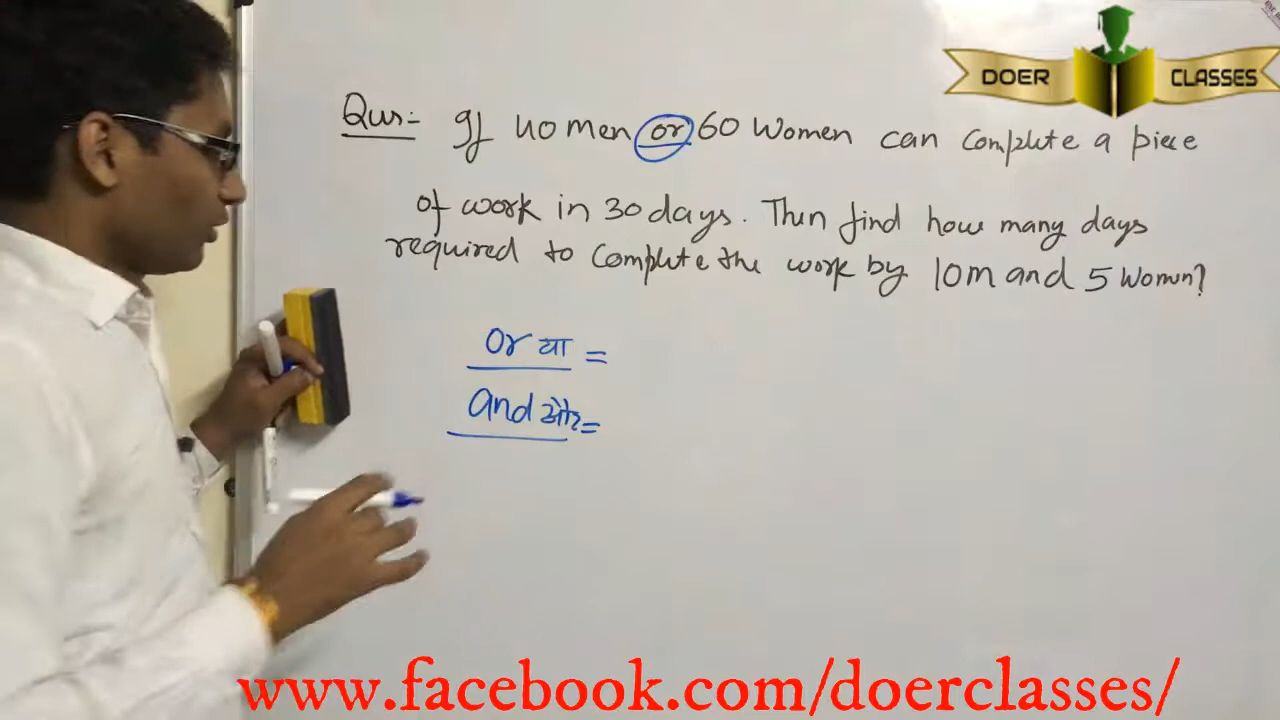 DOER CLASSES
Qus:- If 40 men or 60 women can complete a piece
of work in 30 days. Then find how many days
required to complete the work by 10m and 5 women?
or या =
and और =
www.facebook.com/doerclasses/